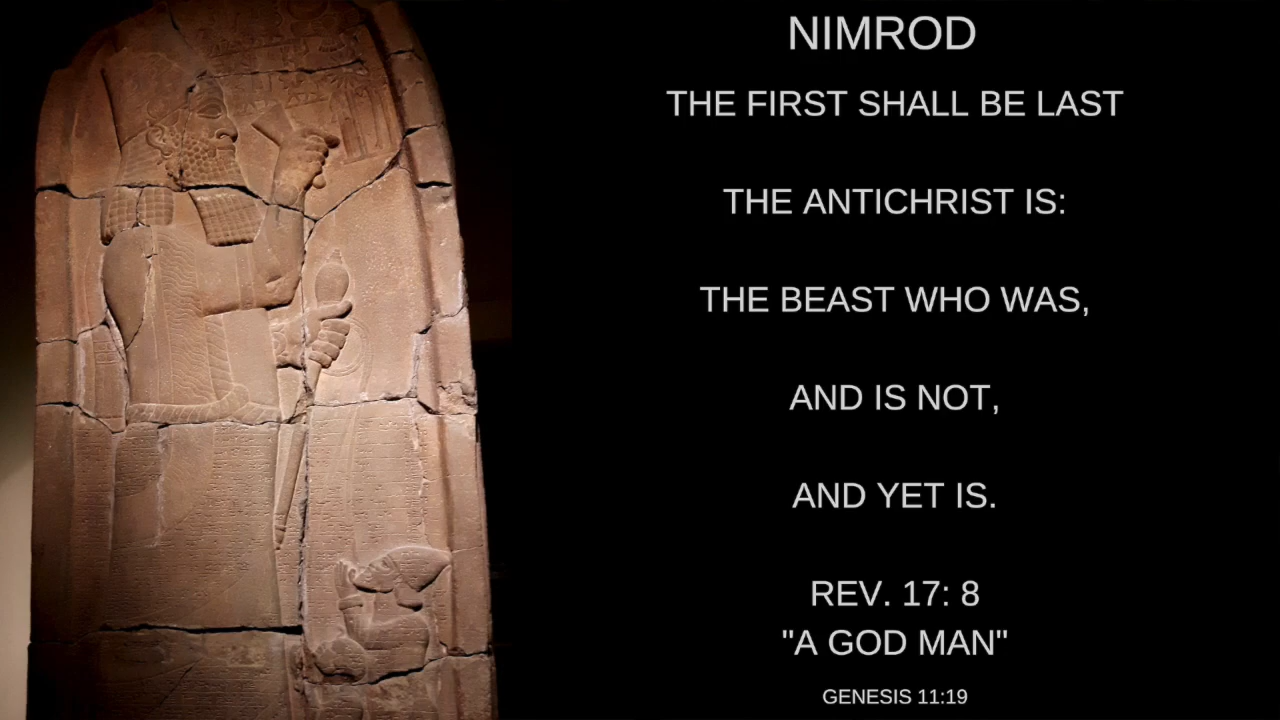 NIMROD
THE FIRST SHALL BE LAST
THE ANTICHRIST IS:
THE BEAST WHO WAS,
AND IS NOT,
AND YET IS.
REV. 17: 8
"A GOD MAN"
GENESIS 11:19